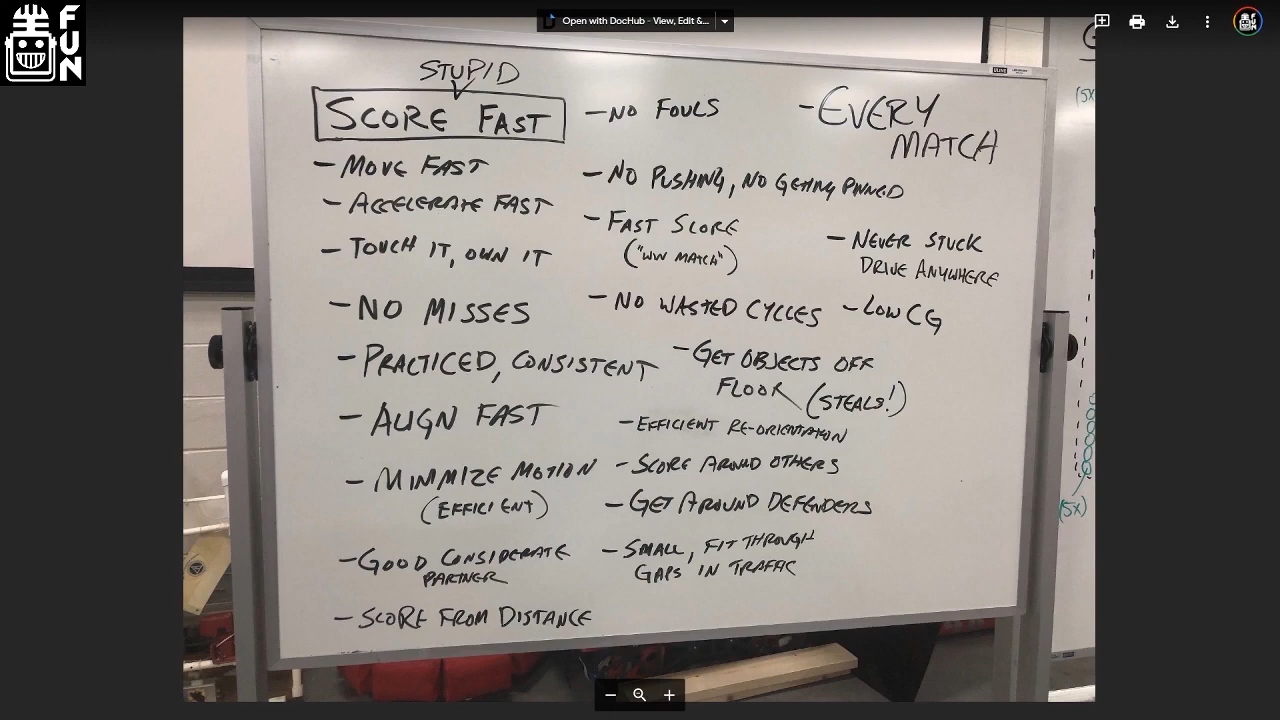 FUN
Open with DocHub - View, Edit &...
STUPID
SCORE FAST
- MOVE FAST
- ACCELERATE FAST
- TOUCH IT, OWN IT
- NO MISSES
- PRACTICED, CONSISTENT
- ALIGN FAST
- MINIMIZE MOTION
(EFFICIENT)
- GOOD CONSIDERATE
PARTNER
- SCORE FROM DISTANCE
- NO FOULS
- NO PUSHING, NO GETTING PINNED
- FAST SCORE
("WW MATCH")
- NO WASTED CYCLES
- GET OBJECTS OFF
FLOOR (STEALS!)
- EFFICIENT RE-ORIENTATION
- SCORE AROUND OTHERS
- GET AROUND DEFENDERS
- SMALL, FIT THROUGH
GAPS IN TRAFFIC
- EVERY
MATCH
- NEVER STUCK
DRIVE ANYWHERE
- LOW CG
(5X
(5X)